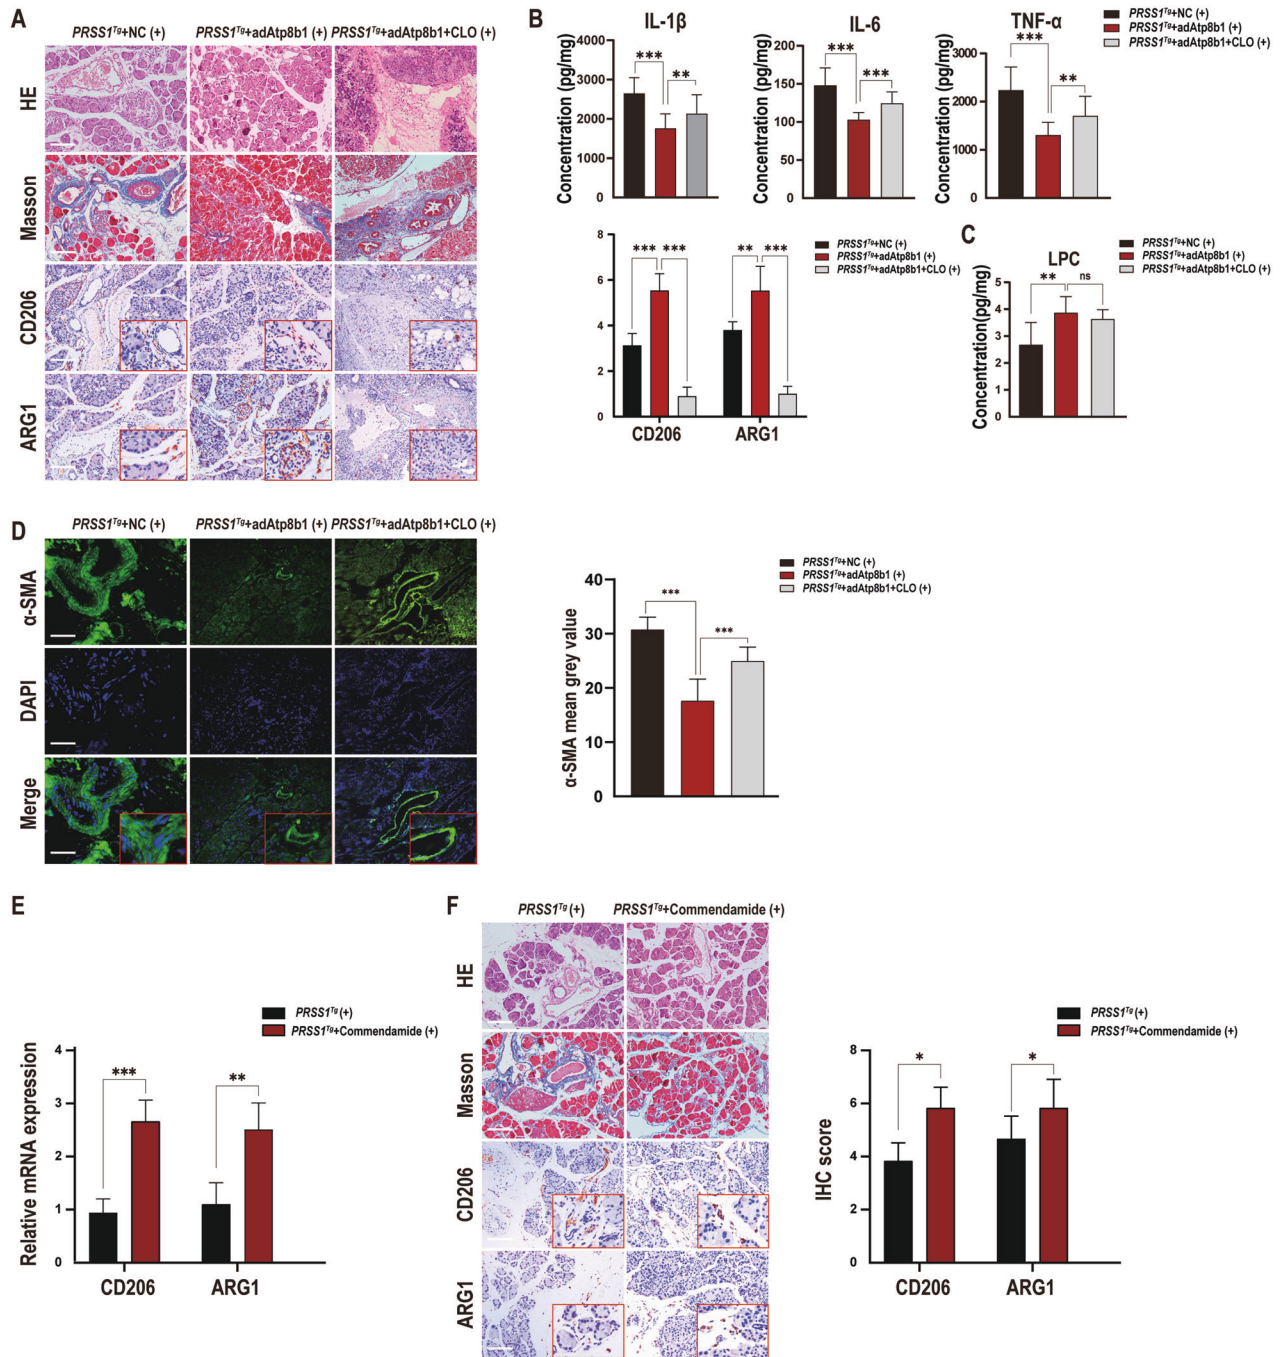 A
PRSS1Tg+NC (+) PRSS1Tg+adAtp8b1 (+) PRSS1Tg+adAtp8b1+CLO (+)
HE
Masson
CD206
ARG1
B
IL-1β
Concentration (pg/mg)
4000
3000
2000
1000
0
*** **
IL-6
Concentration (pg/mg)
200
150
100
50
0
*** ***
TNF-α
Concentration (pg/mg)
3000
2000
1000
0
*** **
PRSS1Tg+NC (+)
PRSS1Tg+adAtp8b1 (+)
PRSS1Tg+adAtp8b1+CLO (+)
8
6
4
2
0
*** *** ** ***
CD206 ARG1
PRSS1Tg+NC (+)
PRSS1Tg+adAtp8b1 (+)
PRSS1Tg+adAtp8b1+CLO (+)
C
LPC
Concentration(pg/mg)
5
4
3
2
1
0
** ns
PRSS1Tg+NC (+)
PRSS1Tg+adAtp8b1 (+)
PRSS1Tg+adAtp8b1+CLO (+)
D
PRSS1Tg+NC (+) PRSS1Tg+adAtp8b1 (+) PRSS1Tg+adAtp8b1+CLO (+)
α-SMA
DAPI
Merge
α-SMA mean grey value
40
30
20
10
0
*** ***
PRSS1Tg+NC (+)
PRSS1Tg+adAtp8b1 (+)
PRSS1Tg+adAtp8b1+CLO (+)
E
PRSS1Tg (+)
PRSS1Tg+Commendamide (+)
Relative mRNA expression
4
3
2
1
0
*** **
CD206 ARG1
F
PRSS1Tg (+) PRSS1Tg+Commendamide (+)
HE
Masson
CD206
ARG1
PRSS1Tg (+)
PRSS1Tg+Commendamide (+)
IHC score
8
6
4
2
0
* *
CD206 ARG1